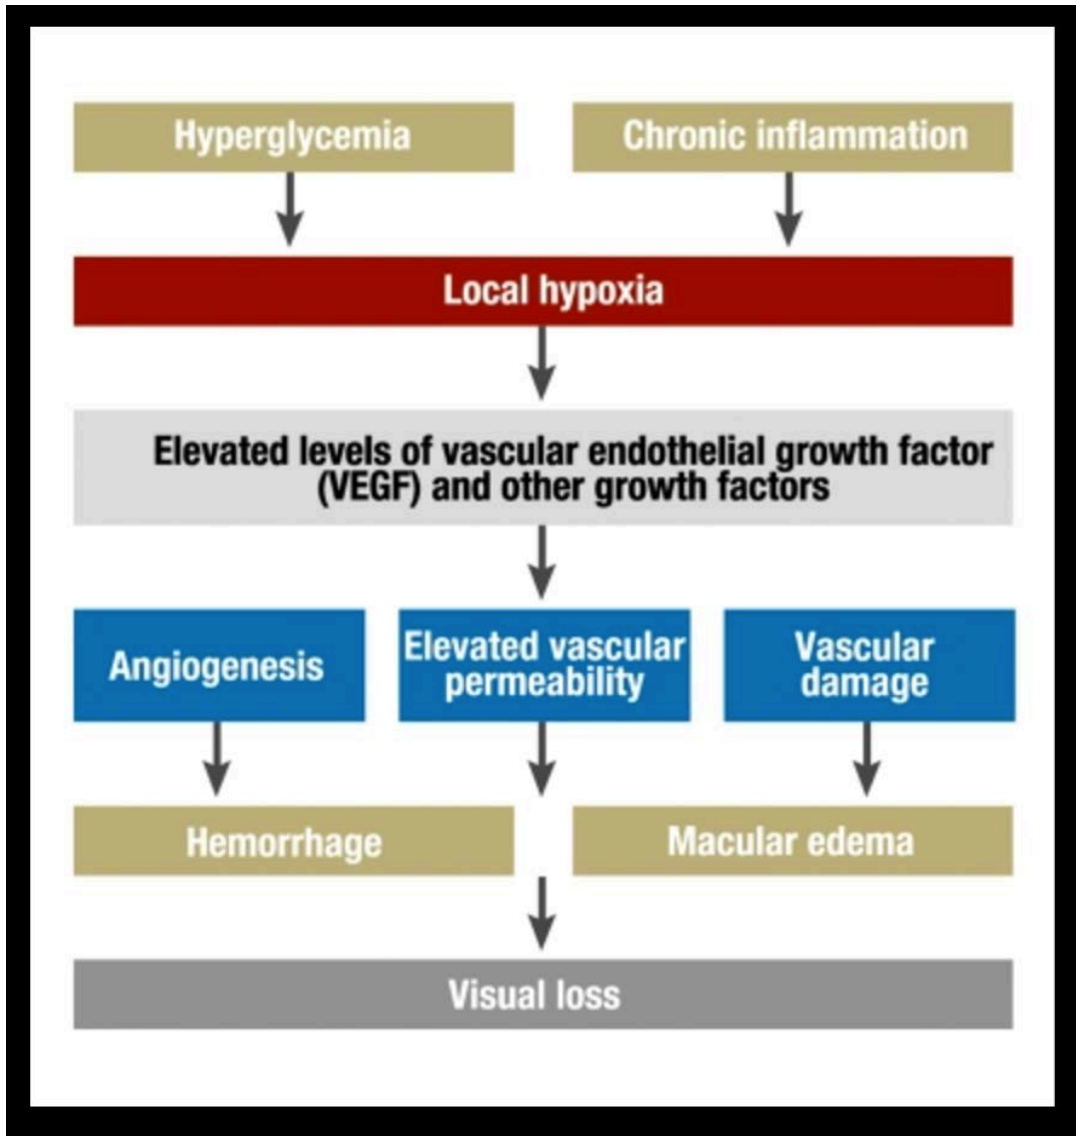 Hyperglycemia
Chronic inflammation
Local hypoxia
Elevated levels of vascular endothelial growth factor
(VEGF) and other growth factors
Angiogenesis
Elevated vascular
permeability
Vascular
damage
Hemorrhage
Macular edema
Visual loss